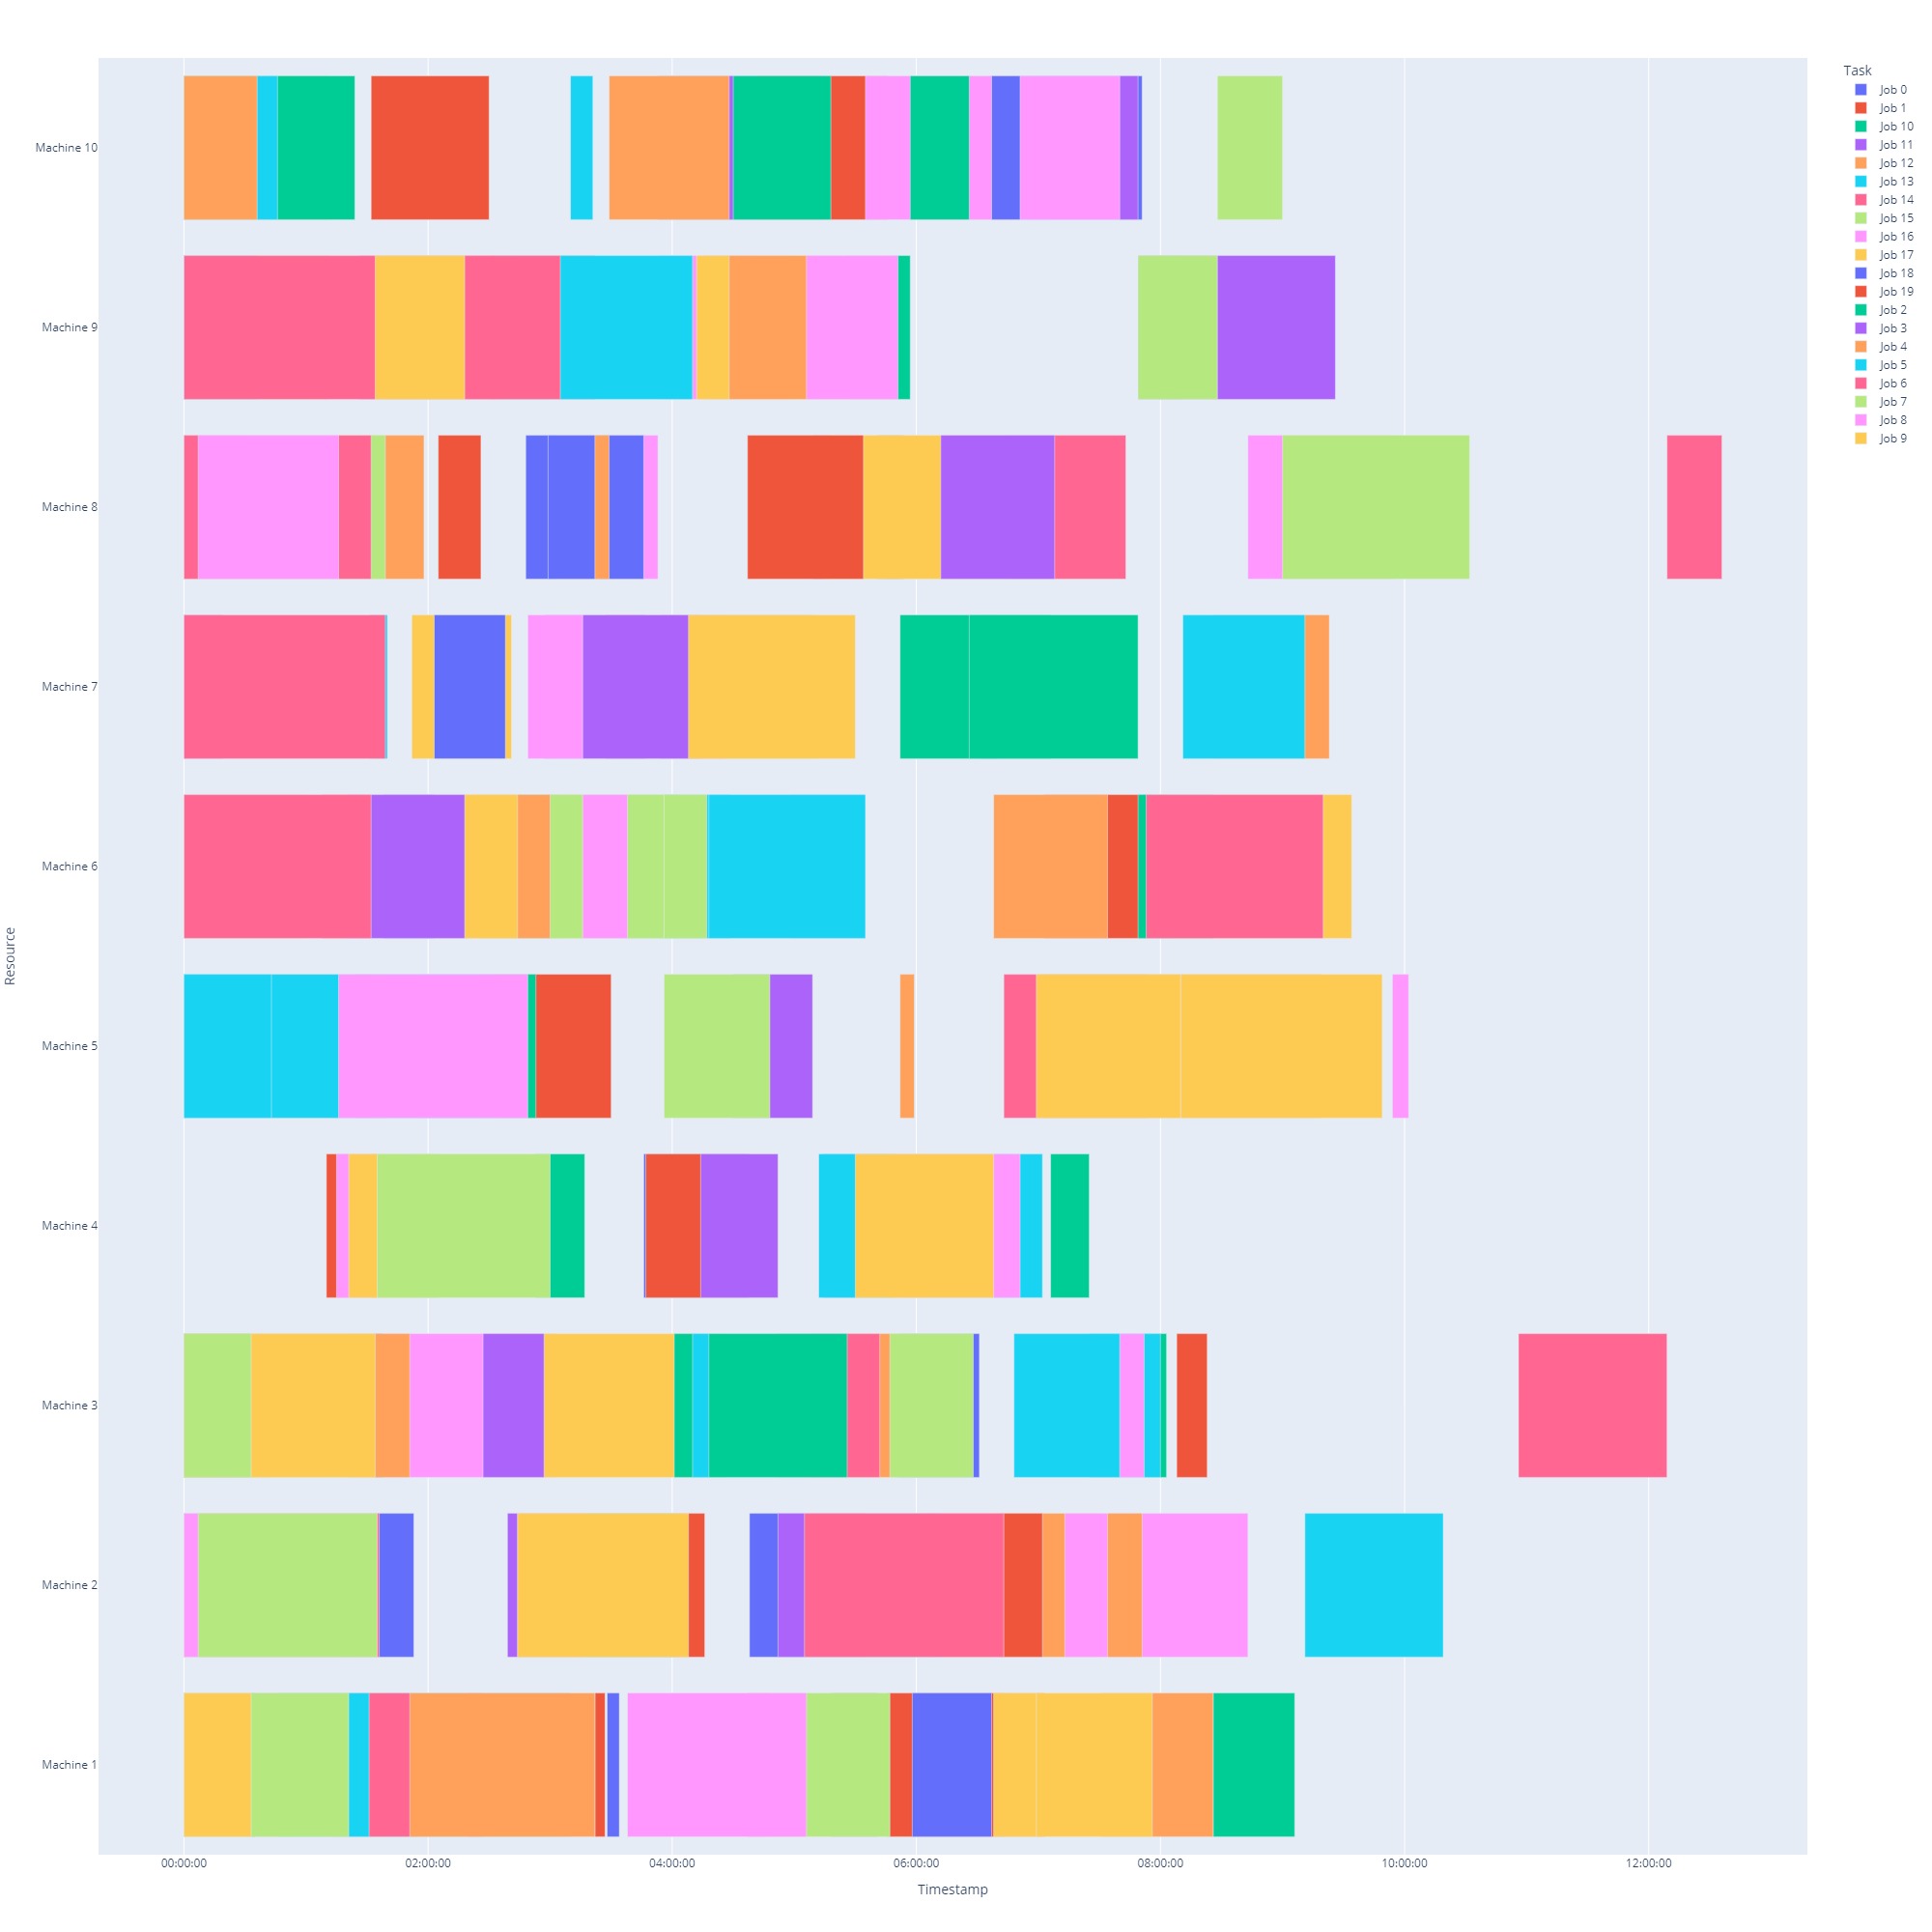 Task
Job 0
Job 1
Job 10
Job 11
Job 12
Job 13
Job 14
Job 15
Job 16
Job 17
Job 18
Job 19
Job 2
Job 3
Job 4
Job 5
Job 6
Job 7
Job 8
Job 9
Machine 10
Machine 9
Machine 8
Machine 7
Machine 6
Machine 5
Machine 4
Machine 3
Machine 2
Machine 1
Resource
00:00:00 02:00:00 04:00:00 06:00:00 08:00:00 10:00:00 12:00:00
Timestamp